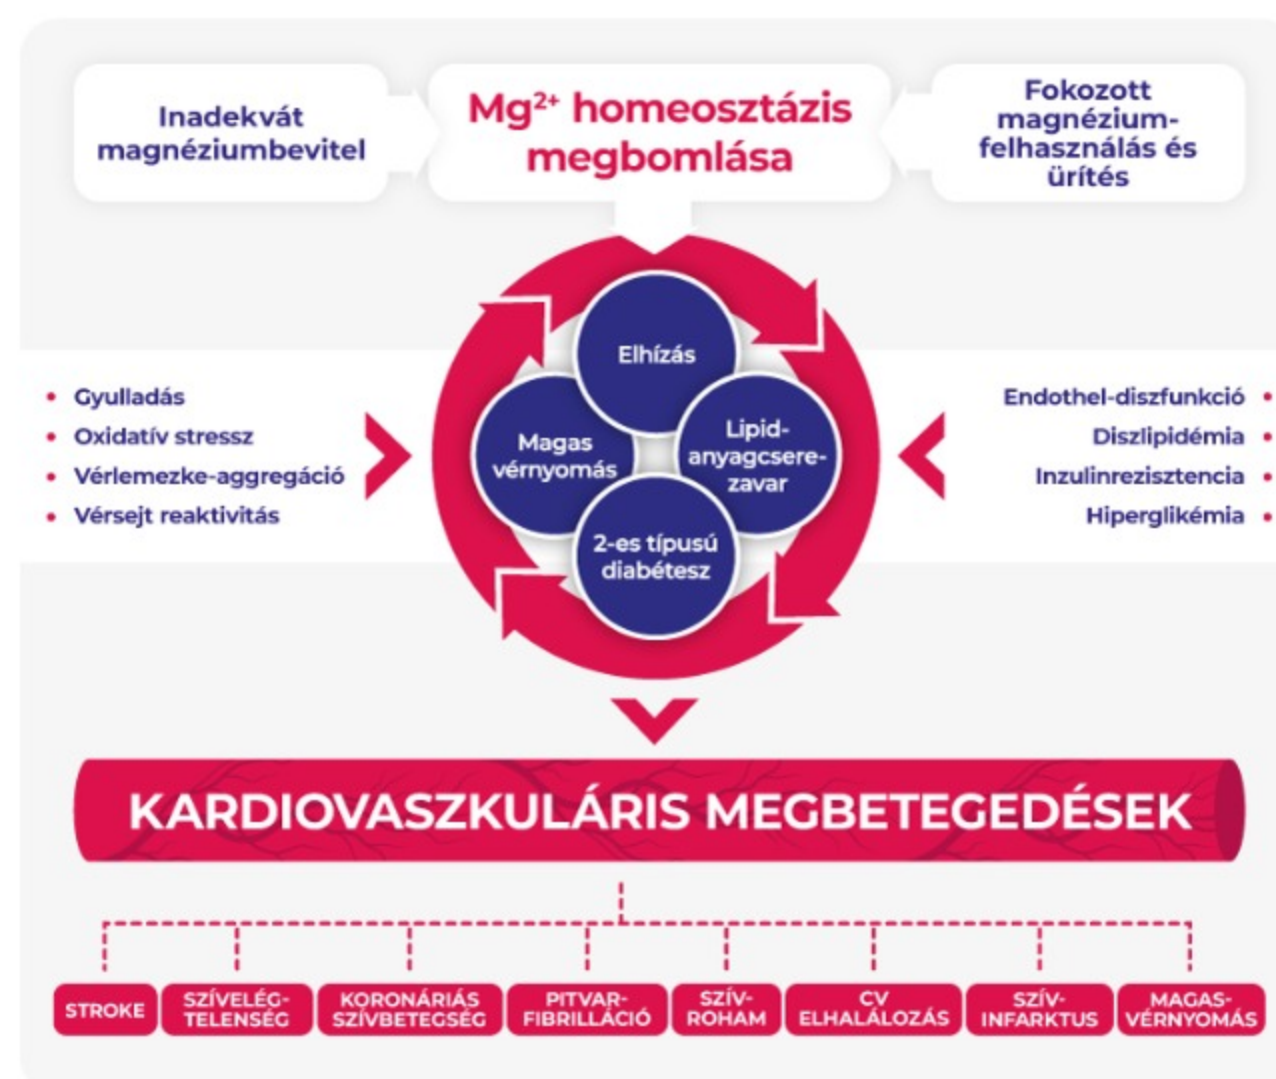 Inadekvát
magnéziumbevitel
Mg²⁺ homeosztázis
megbomlása
Fokozott
magnézium-
felhasználás és
ürítés
• Gyulladás
• Oxidatív stressz
• Vérlemezke-aggregáció
• Vérsejt reaktivitás
Elhízás
Magas
vérnyomás
Lipid-
anyagcsere-
zavar
2-es típusú
diabétesz
Endothel-diszfunkció •
Diszlipidémia •
Inzulinrezisztencia •
Hiperglikémia •
KARDIOVASZKULÁRIS MEGBETEGEDÉSEK
STROKE
SZÍVELÉG-
TELENSÉG
KORONÁRIÁS
SZÍVBETEGSÉG
PITVAR-
FIBRILLÁCIÓ
SZÍV-
ROHAM
CV
ELHALÁLOZÁS
SZÍV-
INFARKTUS
MAGAS-
VÉRNYOMÁS